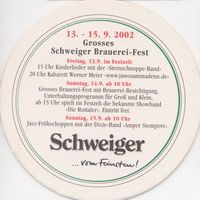 13. - 15. 9. 2002
Grosses
Schweiger Brauerei-Fest
Freitag, 13.9. im Festzelt
15 Uhr Kinderlieder mit der ›Sternschnuppe-Band‹
20 Uhr Kabarett Werner Meier ›www.jawosammadenn.de‹
Samstag, 14.9. ab 10 Uhr
Grosses Brauerei-Fest mit Brauerei-Besichtigung,
Unterhaltungsprogramm für Groß und Klein,
ab 15 Uhr spielt im Festzelt die bekannte Showband
›Die Rottaler‹. Eintritt frei.
Sonntag, 15.9. ab 10 Uhr
Jazz-Frühschoppen mit der Dixie-Band ›Amper Stompers‹.
Schweiger
...vom Feinsten!